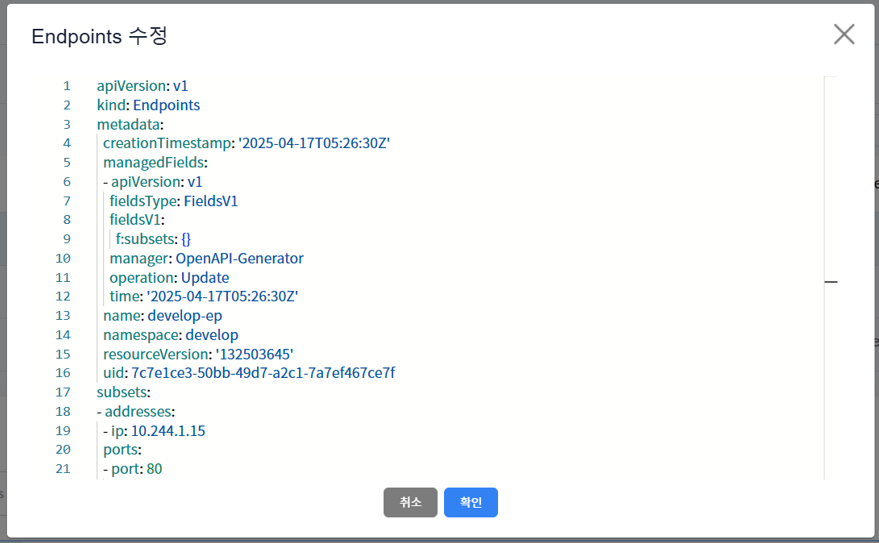 Endpoints 수정
1 apiVersion: v1
2 kind: Endpoints
3 metadata:
4 creationTimestamp: '2025-04-17T05:26:30Z'
5 managedFields:
6 - apiVersion: v1
7 fieldsType: FieldsV1
8 fieldsV1:
9 f:subsets: {}
10 manager: OpenAPI-Generator
11 operation: Update
12 time: '2025-04-17T05:26:30Z'
13 name: develop-ep
14 namespace: develop
15 resourceVersion: '132503645'
16 uid: 7c7e1ce3-50bb-49d7-a2c1-7a7ef467ce7f
17 subsets:
18 - addresses:
19 - ip: 10.244.1.15
20 ports:
21 - port: 80
취소 확인